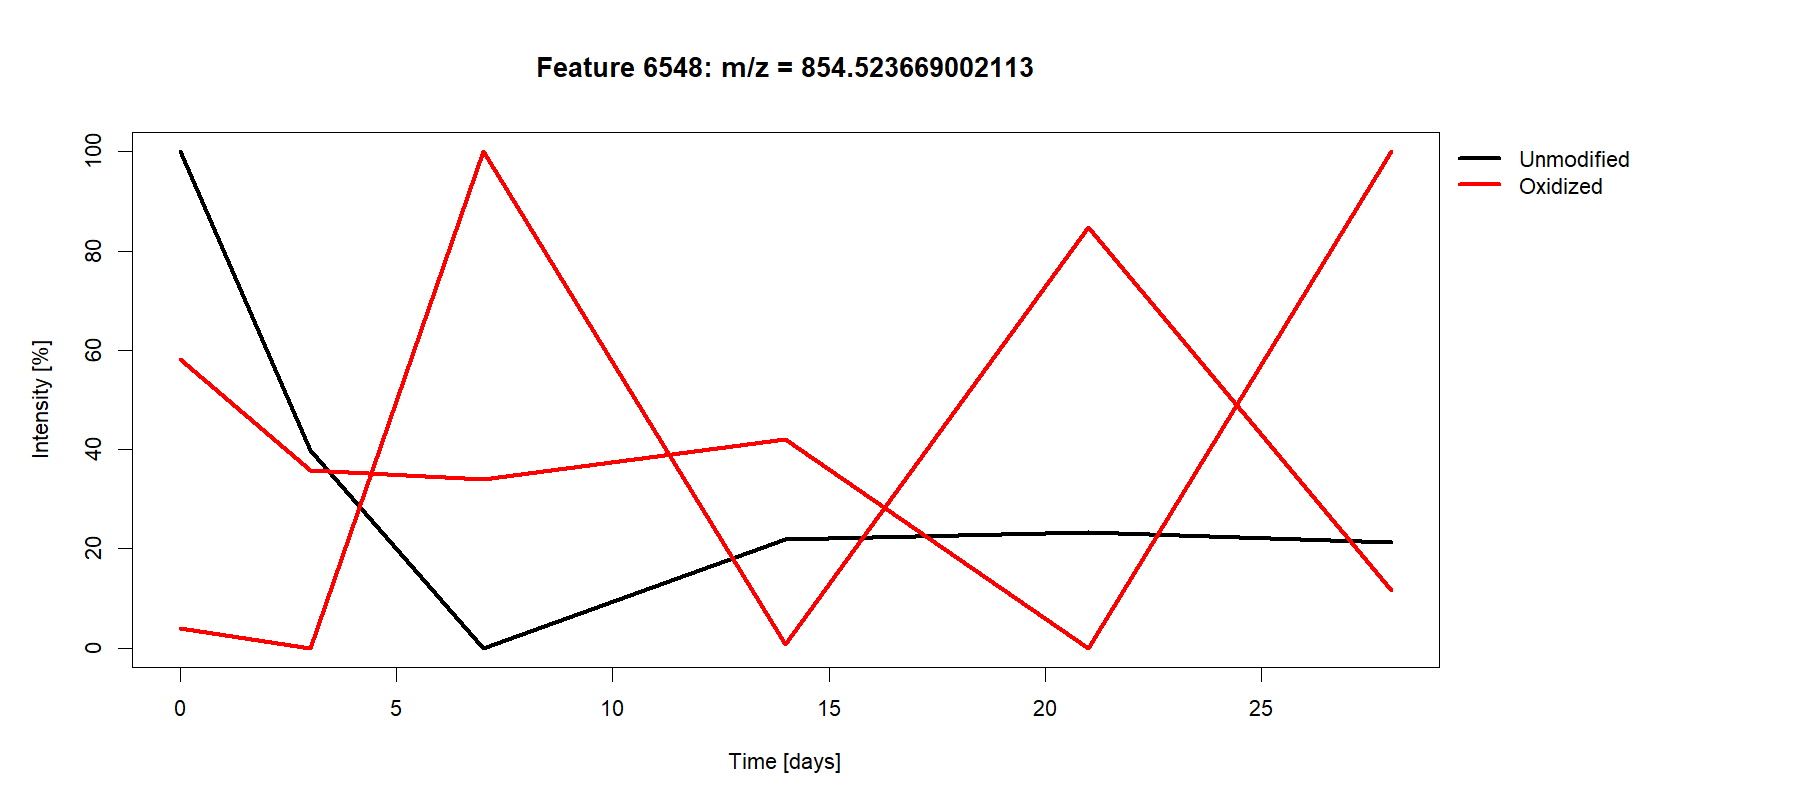 Feature 6548: m/z = 854.523669002113
Unmodified
Oxidized
Intensity [%]
100
80
60
40
20
0
0 5 10 15 20 25
Time [days]